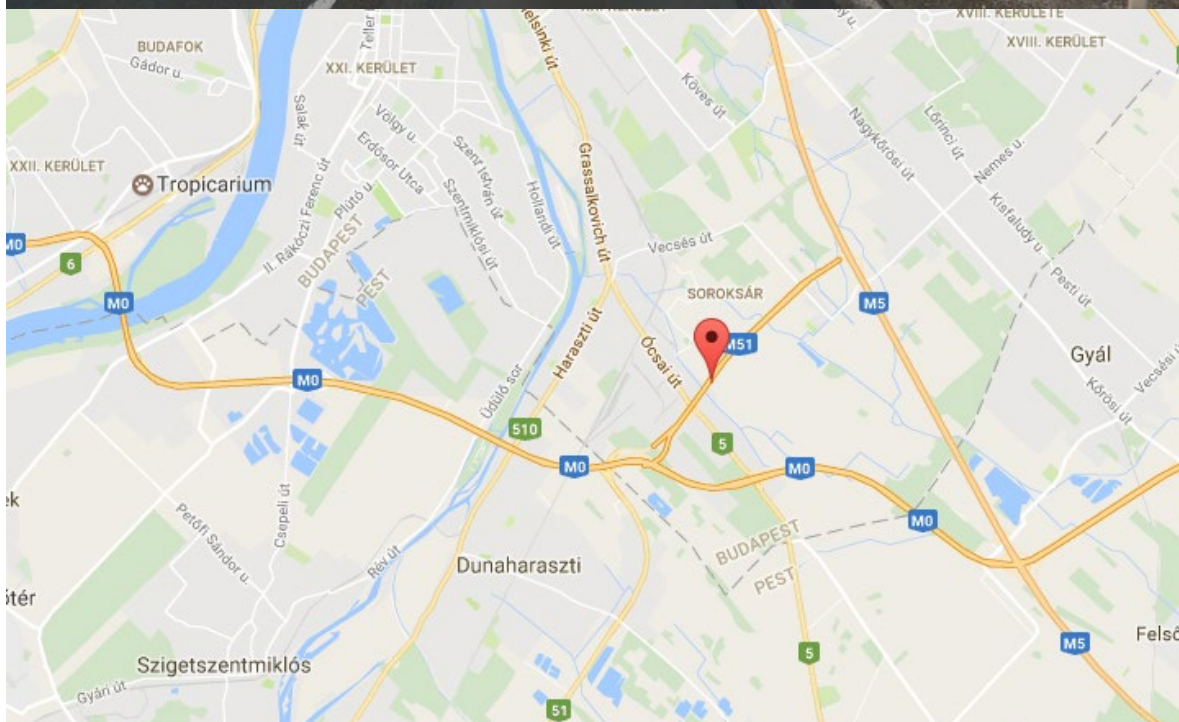 XVIII. KERÜLETE
BUDAFOK
Gádor u.
Teller
XXI. KERÜLET
Helsinki út
XVIII. KERÜLET
Köves út
Salak út
Völgy u.
Erdősor Utca
Szent István út
Nagykőrösi út
Lőrinci út
Nemes u.
XXII. KERÜLET
Tropicarium
Plútó u.
Szentmiklósi út
Hollandi út
Grassalkovich út
Kisfaludy u.
II. Rákóczi Ferenc út
BUDAPEST
PEST
Vecsés út
M0
6
M0
SOROKSÁR
M5
Pesti út
Haraszti út
Ócsai út
M51
Gyál
M0
Üdülő sor
Kőrösi út
Vecsési
510
5
M0
M0
ek
Petőfi Sándor u.
Csepeli út
M0
BUDAPEST
PEST
Rév út
Dunaharaszti
Szigetszentmiklós
Gyári út
5
M5
Felső
51